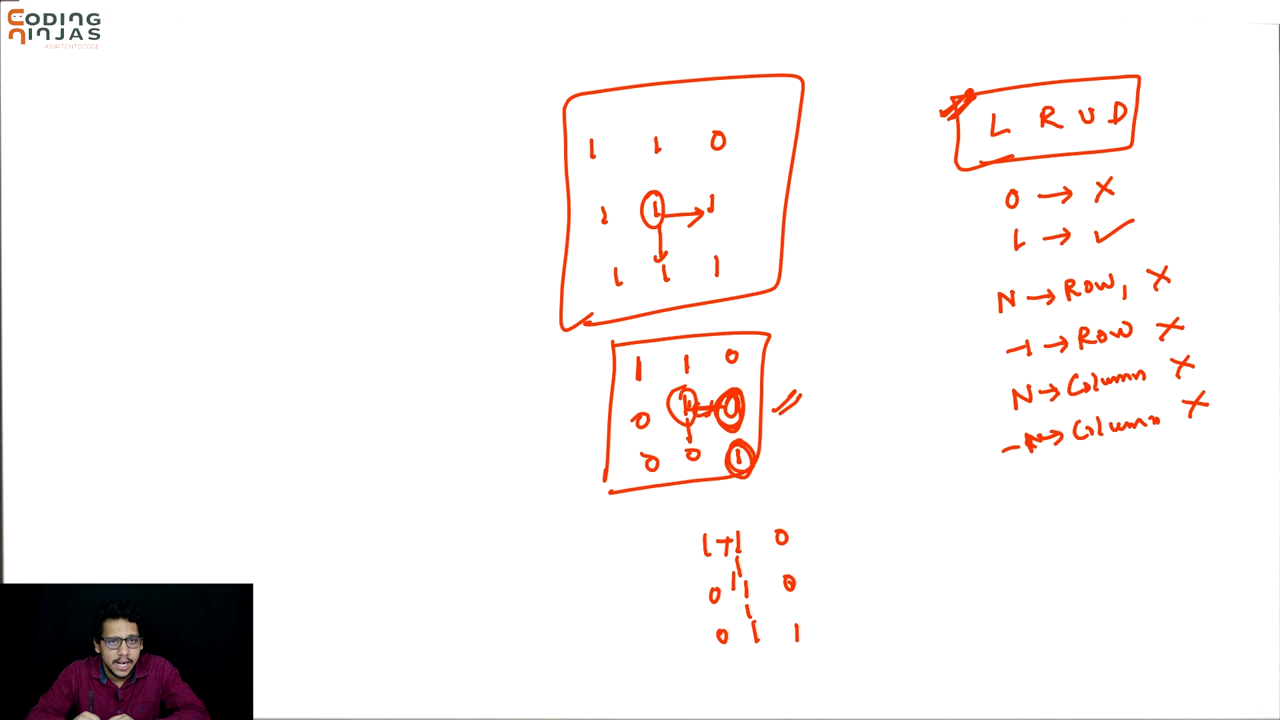 CODING
NINJAS
#SWITCHTOCODE
1 1 0
1 1 1
1 1 1
1 1 0
0 1 0
0 0 1
1 1 0
0 1 0
0 1 1
L R U D
0 → X
1 → ✓
N → Row, X
-1 → Row X
N → Column X
→ Column X